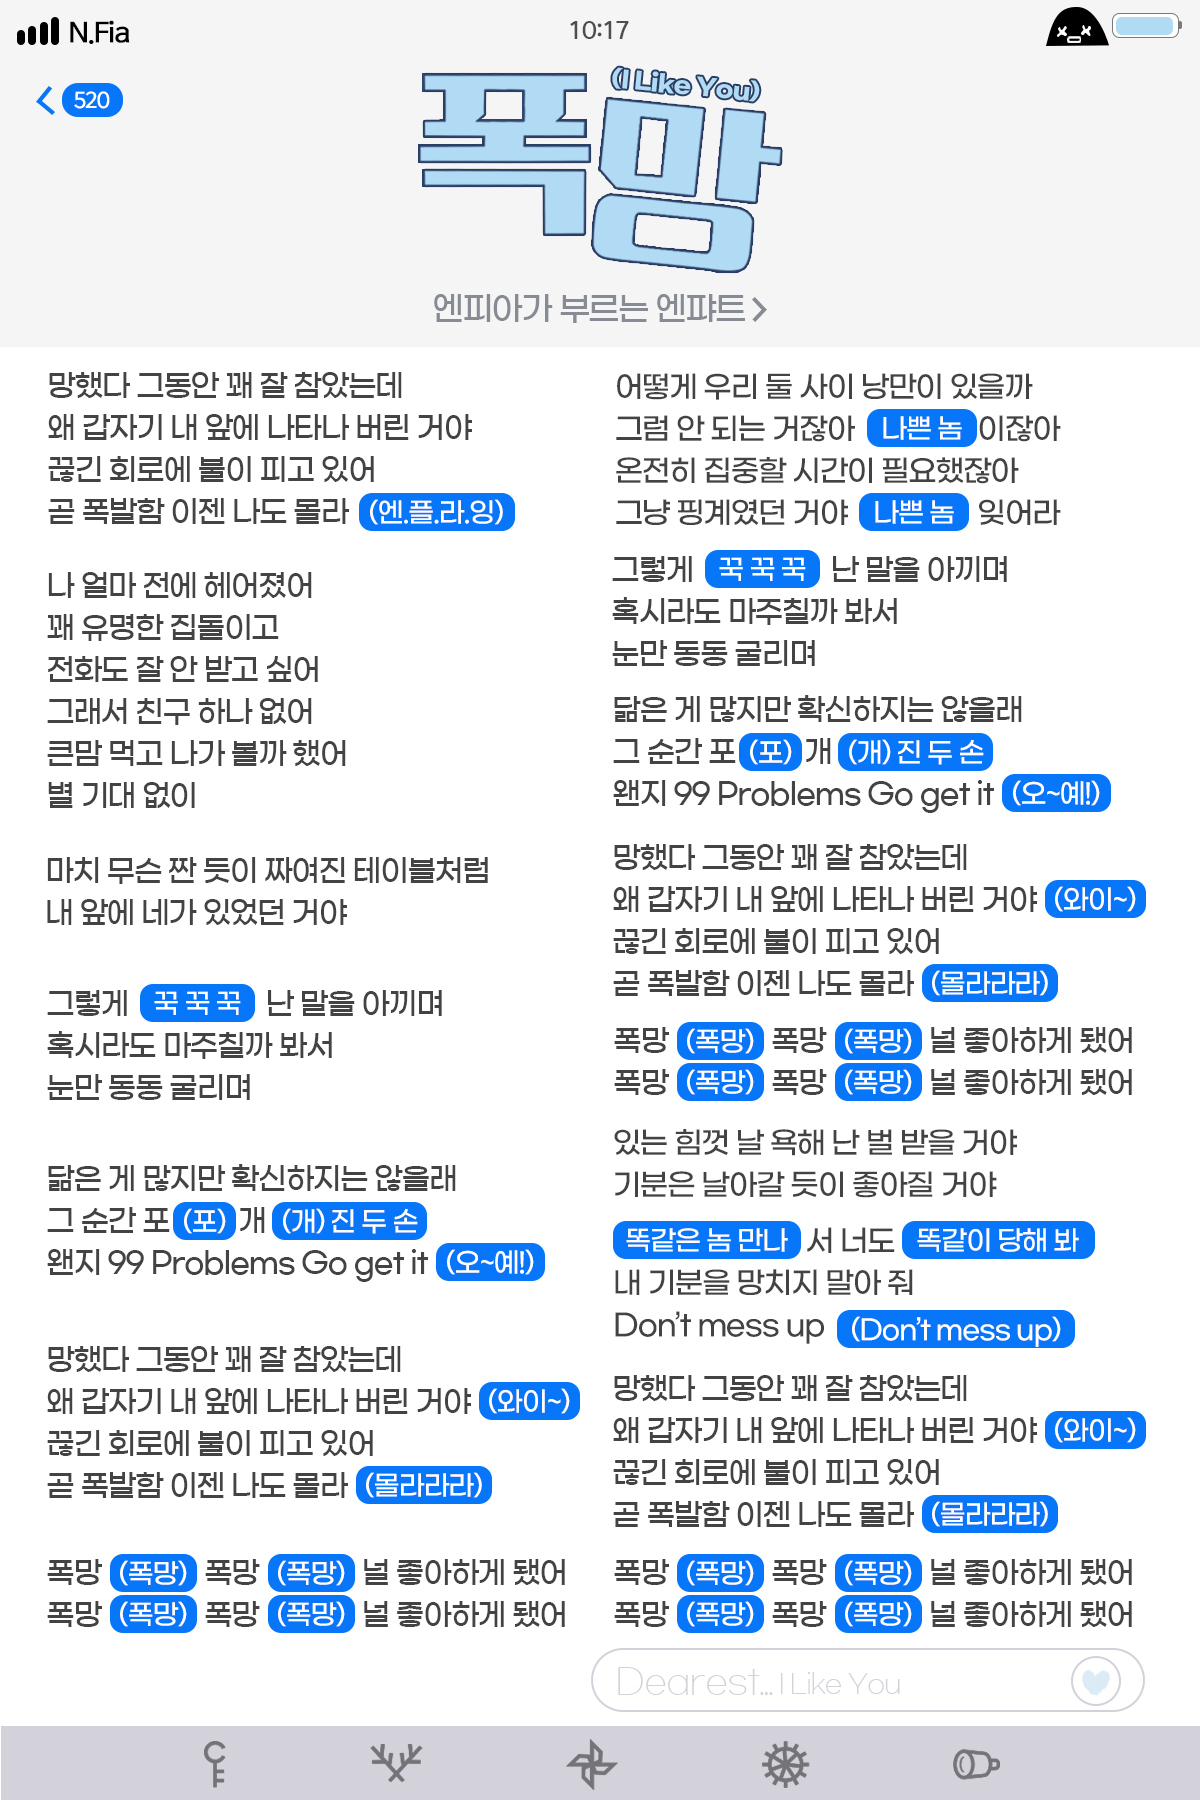 N.Fia
10:17
520
폭망
(I Like You)
엔피아가 부르는 엔퍄트
망했다 그동안 꽤 잘 참았는데
왜 갑자기 내 앞에 나타나 버린 거야
끊긴 회로에 불이 피고 있어
곧 폭발함 이젠 나도 몰라 (엔.플.라.잉)
나 얼마 전에 헤어졌어
꽤 유명한 집돌이고
전화도 잘 안 받고 싶어
그래서 친구 하나 없어
큰맘 먹고 나가 볼까 했어
별 기대 없이
마치 무슨 짠 듯이 짜여진 테이블처럼
내 앞에 네가 있었던 거야
그렇게 꾹 꾹 꾹 난 말을 아끼며
혹시라도 마주칠까 봐서
눈만 동동 굴리며
닮은 게 많지만 확신하지는 않을래
그 순간 포 (포) 개 (개) 진 두 손
왠지 99 Problems Go get it (오~예!)
망했다 그동안 꽤 잘 참았는데
왜 갑자기 내 앞에 나타나 버린 거야 (와이~)
끊긴 회로에 불이 피고 있어
곧 폭발함 이젠 나도 몰라 (몰라라라)
폭망 (폭망) 폭망 (폭망) 널 좋아하게 됐어
폭망 (폭망) 폭망 (폭망) 널 좋아하게 됐어
어떻게 우리 둘 사이 낭만이 있을까
그럼 안 되는 거잖아 나쁜 놈 이잖아
온전히 집중할 시간이 필요했잖아
그냥 핑계였던 거야 나쁜 놈 잊어라
그렇게 꾹 꾹 꾹 난 말을 아끼며
혹시라도 마주칠까 봐서
눈만 동동 굴리며
닮은 게 많지만 확신하지는 않을래
그 순간 포 (포) 개 (개) 진 두 손
왠지 99 Problems Go get it (오~예!)
망했다 그동안 꽤 잘 참았는데
왜 갑자기 내 앞에 나타나 버린 거야 (와이~)
끊긴 회로에 불이 피고 있어
곧 폭발함 이젠 나도 몰라 (몰라라라)
폭망 (폭망) 폭망 (폭망) 널 좋아하게 됐어
폭망 (폭망) 폭망 (폭망) 널 좋아하게 됐어
있는 힘껏 날 욕해 난 벌 받을 거야
기분은 날아갈 듯이 좋아질 거야
똑같은 놈 만나 서 너도 똑같이 당해 봐
내 기분을 망치지 말아 줘
Don't mess up (Don't mess up)
망했다 그동안 꽤 잘 참았는데
왜 갑자기 내 앞에 나타나 버린 거야 (와이~)
끊긴 회로에 불이 피고 있어
곧 폭발함 이젠 나도 몰라 (몰라라라)
폭망 (폭망) 폭망 (폭망) 널 좋아하게 됐어
폭망 (폭망) 폭망 (폭망) 널 좋아하게 됐어
Dearest... I Like You